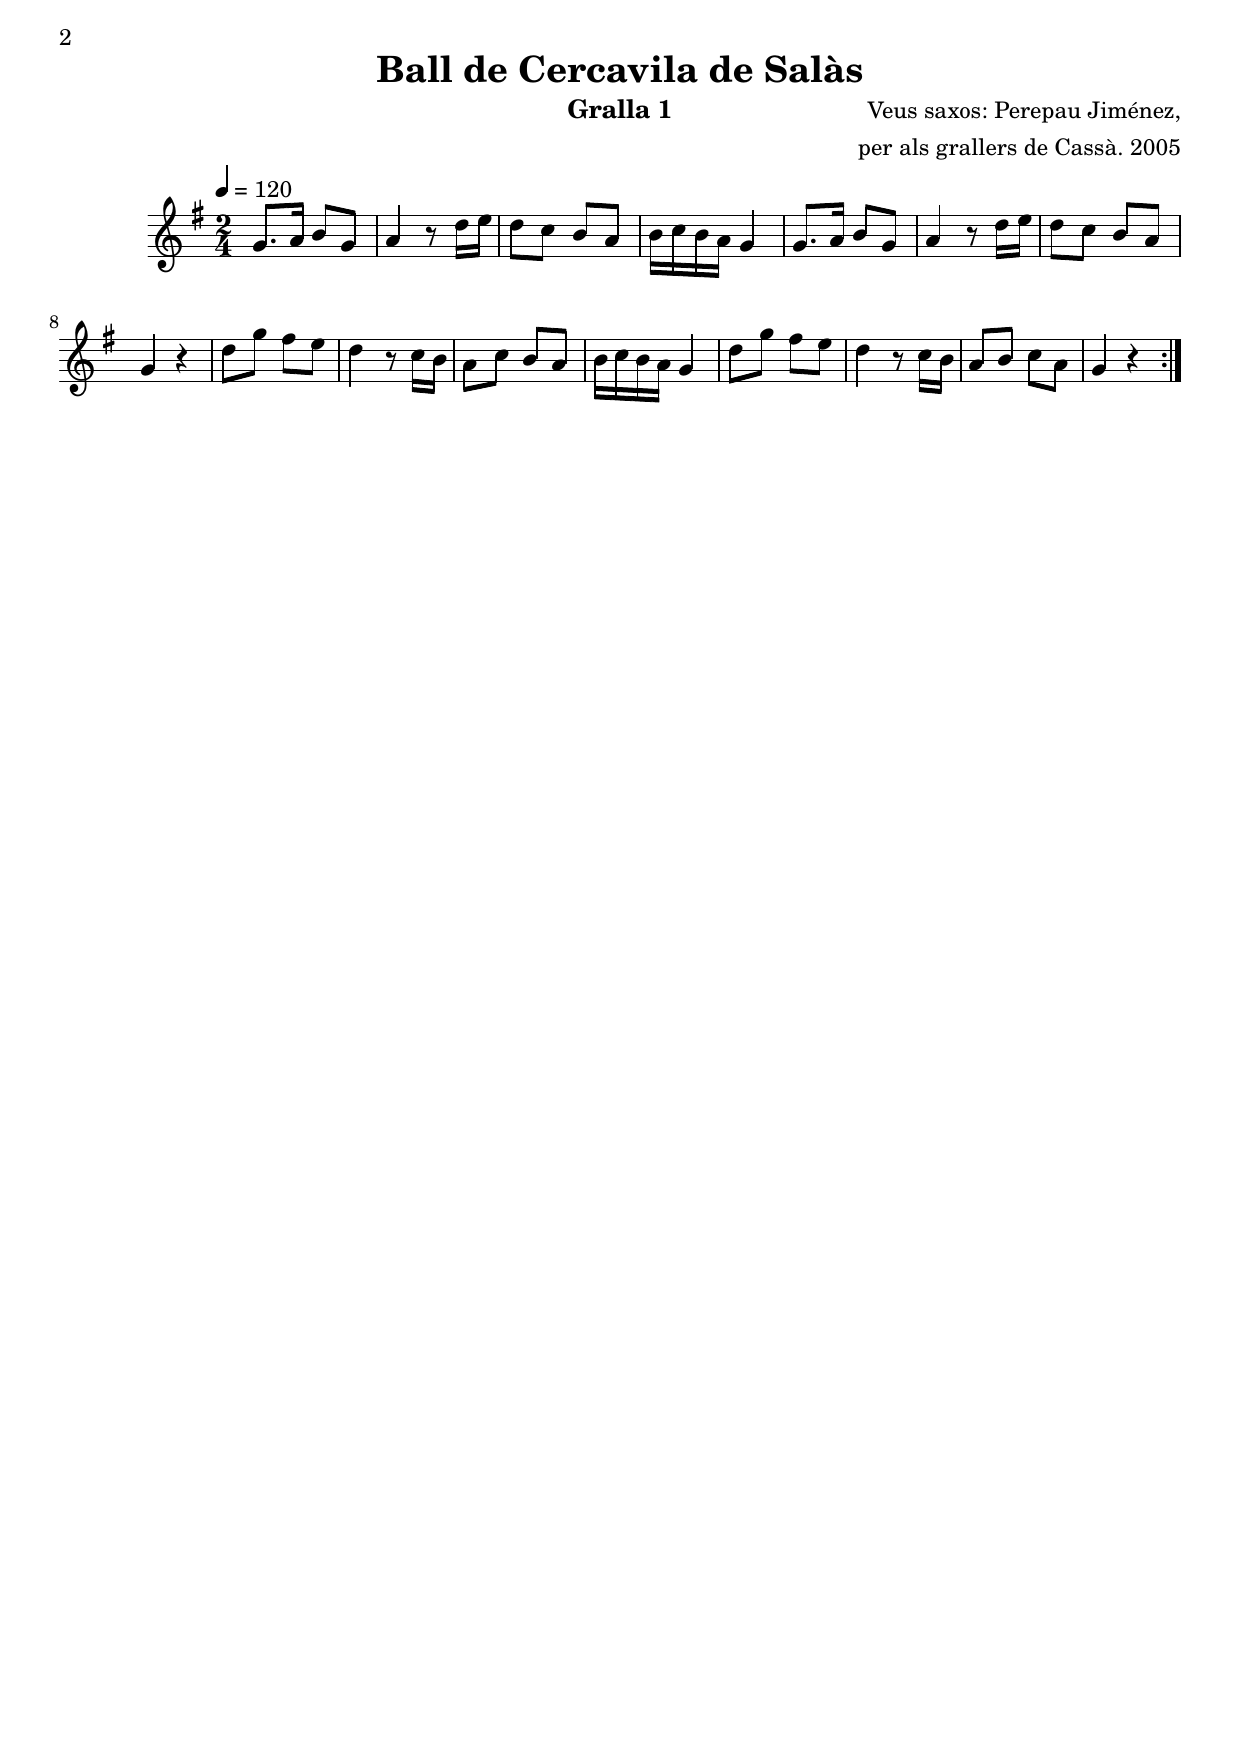 2
Ball de Cercavila de Salàs
Gralla 1
Veus saxos: Perepau Jiménez,
per als grallers de Cassà. 2005
= 120
2
4
8